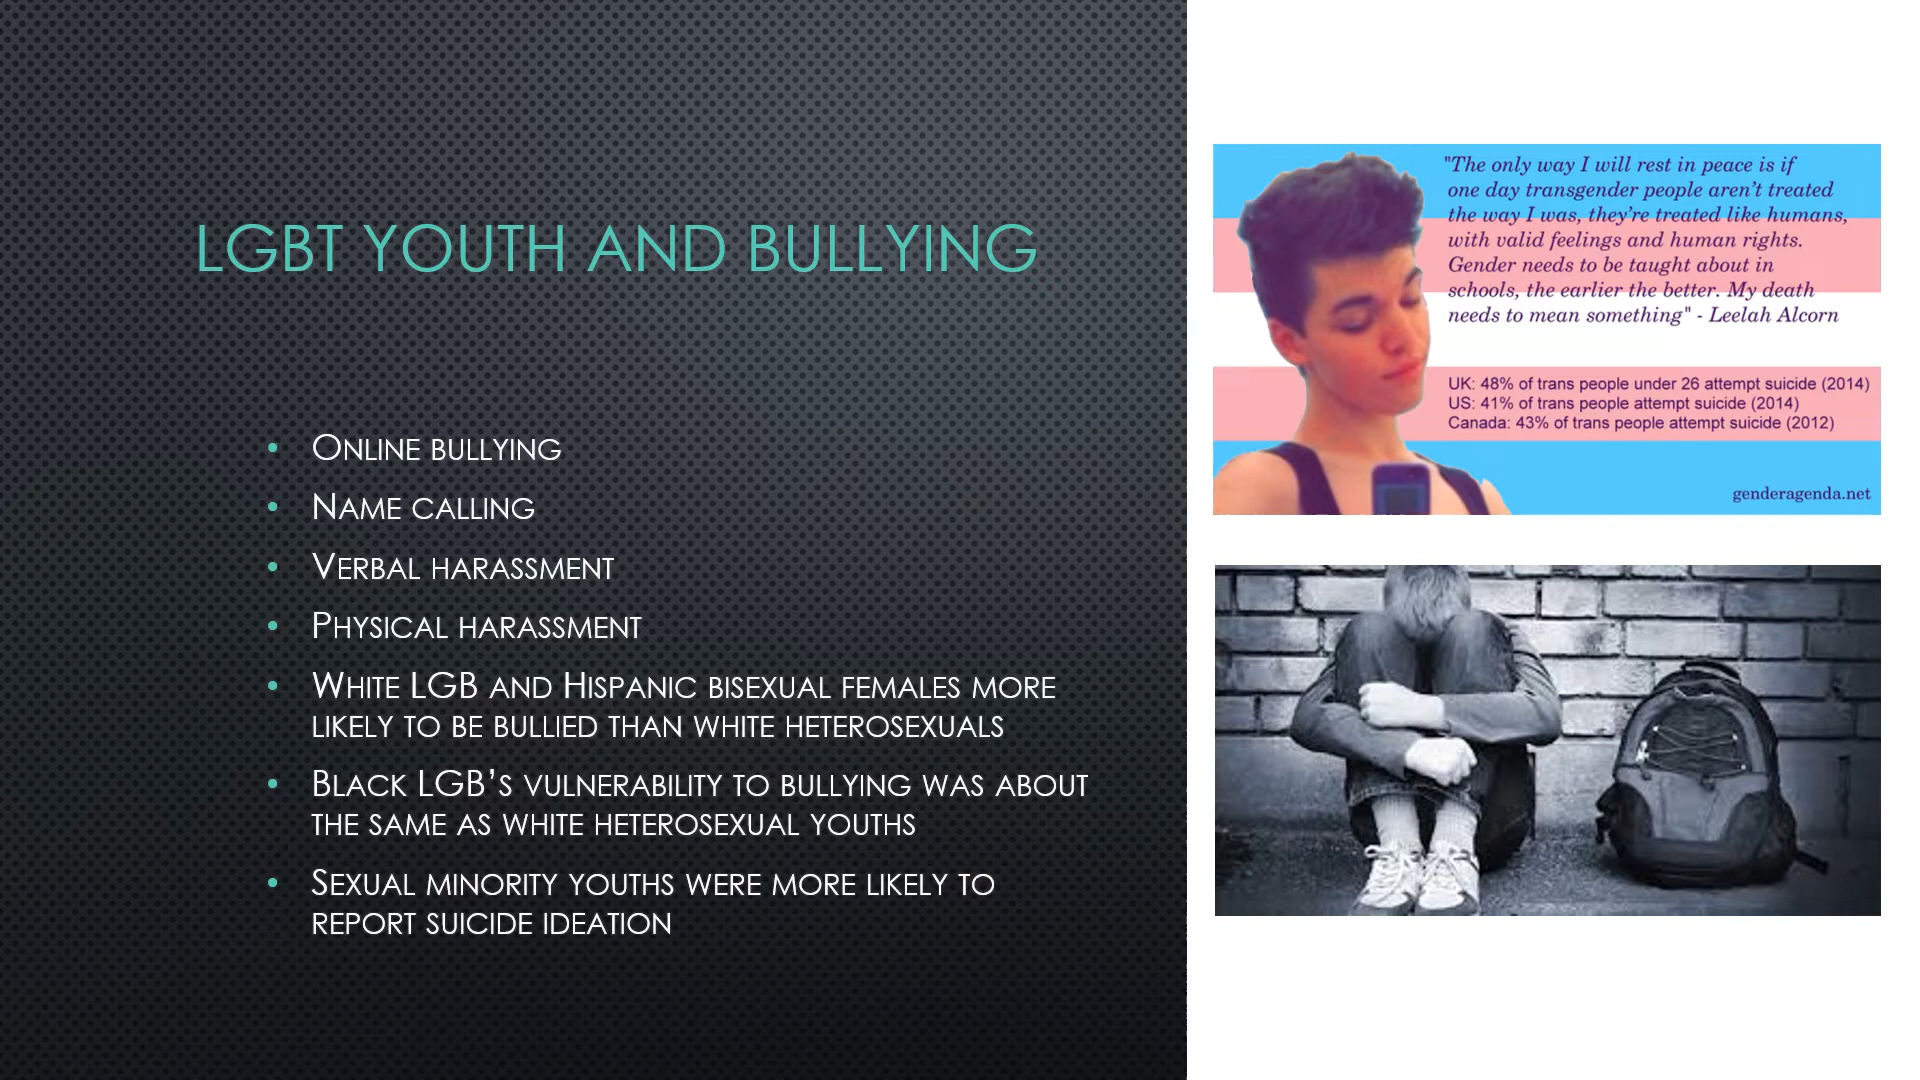 LGBT YOUTH AND BULLYING
• ONLINE BULLYING
• NAME CALLING
• VERBAL HARASSMENT
• PHYSICAL HARASSMENT
• WHITE LGB AND HISPANIC BISEXUAL FEMALES MORE
LIKELY TO BE BULLIED THAN WHITE HETEROSEXUALS
• BLACK LGB’S VULNERABILITY TO BULLYING WAS ABOUT
THE SAME AS WHITE HETEROSEXUAL YOUTHS
• SEXUAL MINORITY YOUTHS WERE MORE LIKELY TO
REPORT SUICIDE IDEATION
"The only way I will rest in peace is if
one day transgender people aren’t treated
the way I was, they’re treated like humans,
with valid feelings and human rights.
Gender needs to be taught about in
schools, the earlier the better. My death
needs to mean something" - Leelah Alcorn
UK: 48% of trans people under 26 attempt suicide (2014)
US: 41% of trans people attempt suicide (2014)
Canada: 43% of trans people attempt suicide (2012)
genderagenda.net